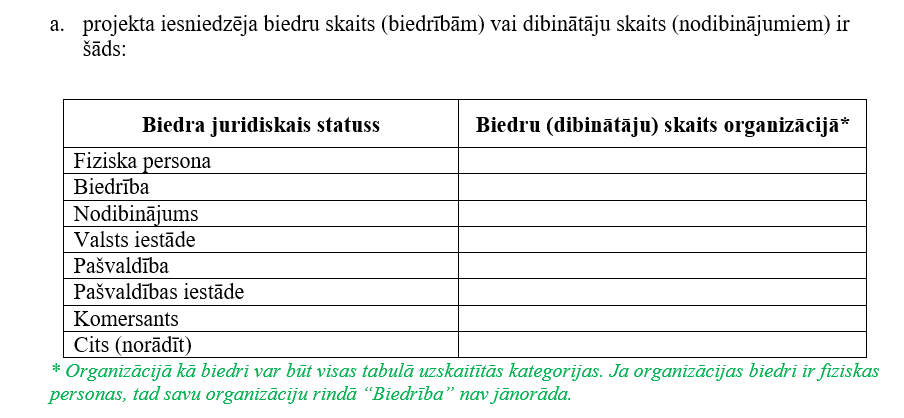 a. projekta iesniedzēja biedru skaits (biedrībām) vai dibinātāju skaits (nodibinājumiem) ir
šāds:
Biedra juridiskais statuss Biedru (dibinātāju) skaits organizācijā*
Fiziska persona
Biedrība
Nodibinājums
Valsts iestāde
Pašvaldība
Pašvaldības iestāde
Komersants
Cits (norādīt)
* Organizācijā kā biedri var būt visas tabulā uzskaitītās kategorijas. Ja organizācijas biedri ir fiziskas
personas, tad savu organizāciju rindā “Biedrība” nav jānorāda.